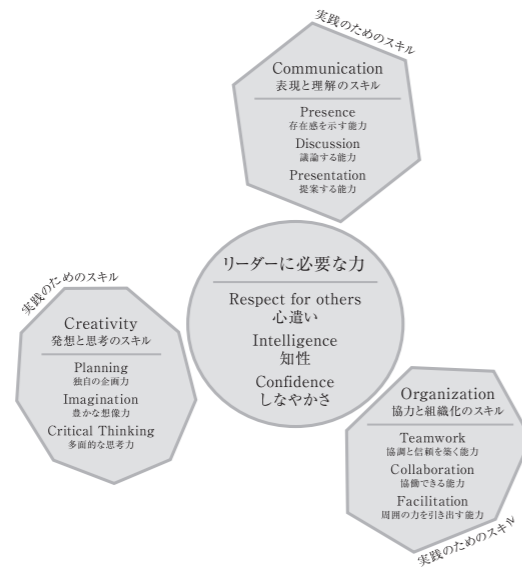 実践のためのスキル
Communication
表現と理解のスキル
Presence
存在感を示す能力
Discussion
議論する能力
Presentation
提案する能力
リーダーに必要な力
Respect for others
心遣い
Intelligence
知性
Confidence
しなやかさ
実践のためのスキル
Creativity
発想と思考のスキル
Planning
独自の企画力
Imagination
豊かな想像力
Critical Thinking
多面的な思考力
Organization
協力と組織化のスキル
Teamwork
協調と信頼を築く能力
Collaboration
協働できる能力
Facilitation
周囲の力を引き出す能力
実践のためのスキル